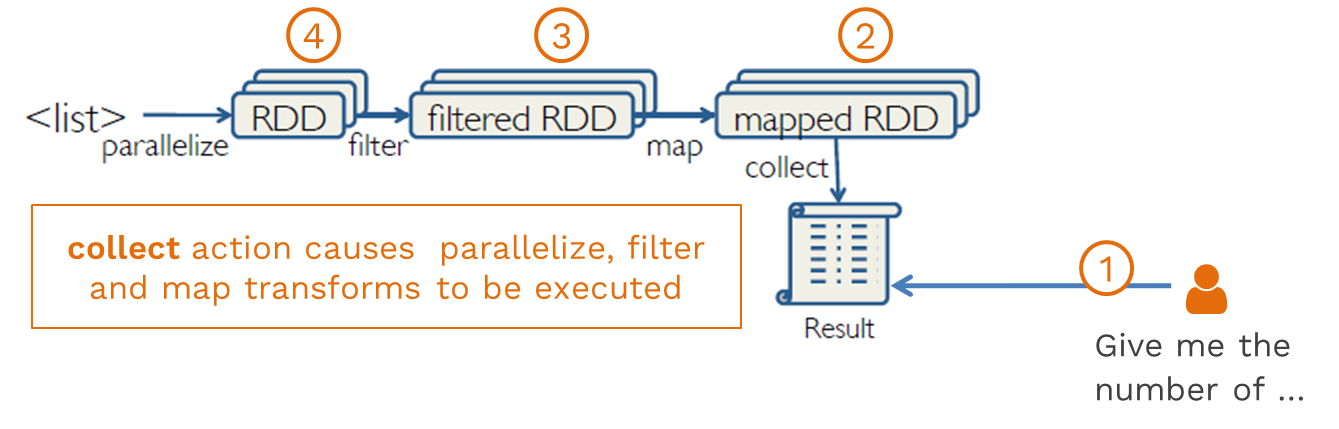 4 3 2
<list> RDD filtered RDD mapped RDD
parallelize filter map
collect
collect action causes parallelize, filter
and map transforms to be executed
1
Result
Give me the
number of ...